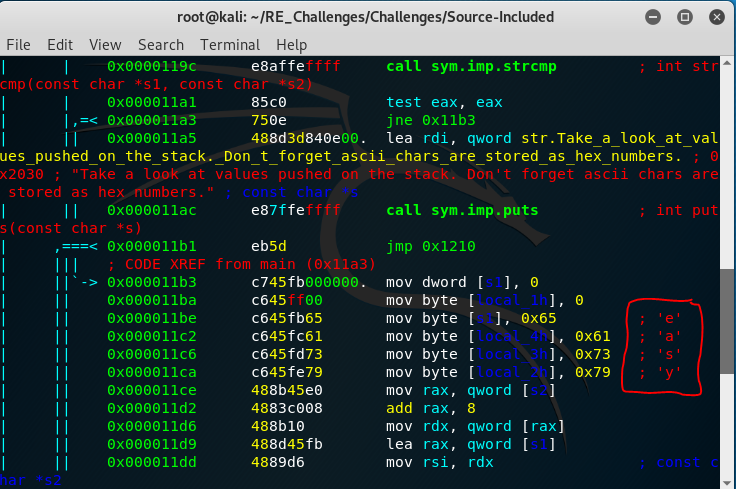 root@kali: ~/RE_Challenges/Challenges/Source-Included
File Edit View Search Terminal Help
|       |   0x0000119c      e8affeffff     call sym.imp.strcmp         ; int str
cmp(const char *s1, const char *s2)
|       |   0x000011a1      85c0           test eax, eax
|      ,=<  0x000011a3      750e           jne 0x11b3
|      ||   0x000011a5      488d3d840e00.  lea rdi, qword str.Take_a_look_at_val
ues_pushed_on_the_stack._Don_t_forget_ascii_chars_are_stored_as_hex_numbers. ; 0
x2030 ; "Take a look at values pushed on the stack. Don't forget ascii chars are
 stored as hex numbers." ; const char *s
|      ||   0x000011ac      e87ffeffff     call sym.imp.puts           ; int put
s(const char *s)
|     ,===< 0x000011b1      eb5d           jmp 0x1210
|     |||   ; CODE XREF from main (0x11a3)
|     ||`-> 0x000011b3      c745fb000000.  mov dword [s1], 0
|     ||    0x000011ba      c645ff00       mov byte [local_1h], 0
|     ||    0x000011be      c645fb65       mov byte [s1], 0x65         ; 'e'
|     ||    0x000011c2      c645fc61       mov byte [local_4h], 0x61   ; 'a'
|     ||    0x000011c6      c645fd73       mov byte [local_3h], 0x73   ; 's'
|     ||    0x000011ca      c645fe79       mov byte [local_2h], 0x79   ; 'y'
|     ||    0x000011ce      488b45e0       mov rax, qword [s2]
|     ||    0x000011d2      4883c008       add rax, 8
|     ||    0x000011d6      488b10         mov rdx, qword [rax]
|     ||    0x000011d9      488d45fb       lea rax, qword [s1]
|     ||    0x000011dd      4889d6         mov rsi, rdx                ; const c
har *s2